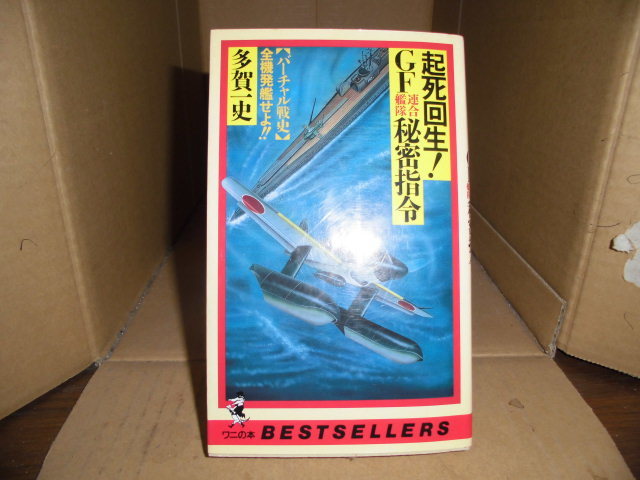 起死回生!
GF連合艦隊秘密指令
【バーチャル戦史】
全機発艦せよ!!
多賀一史
ワニの本
BESTSELLERS